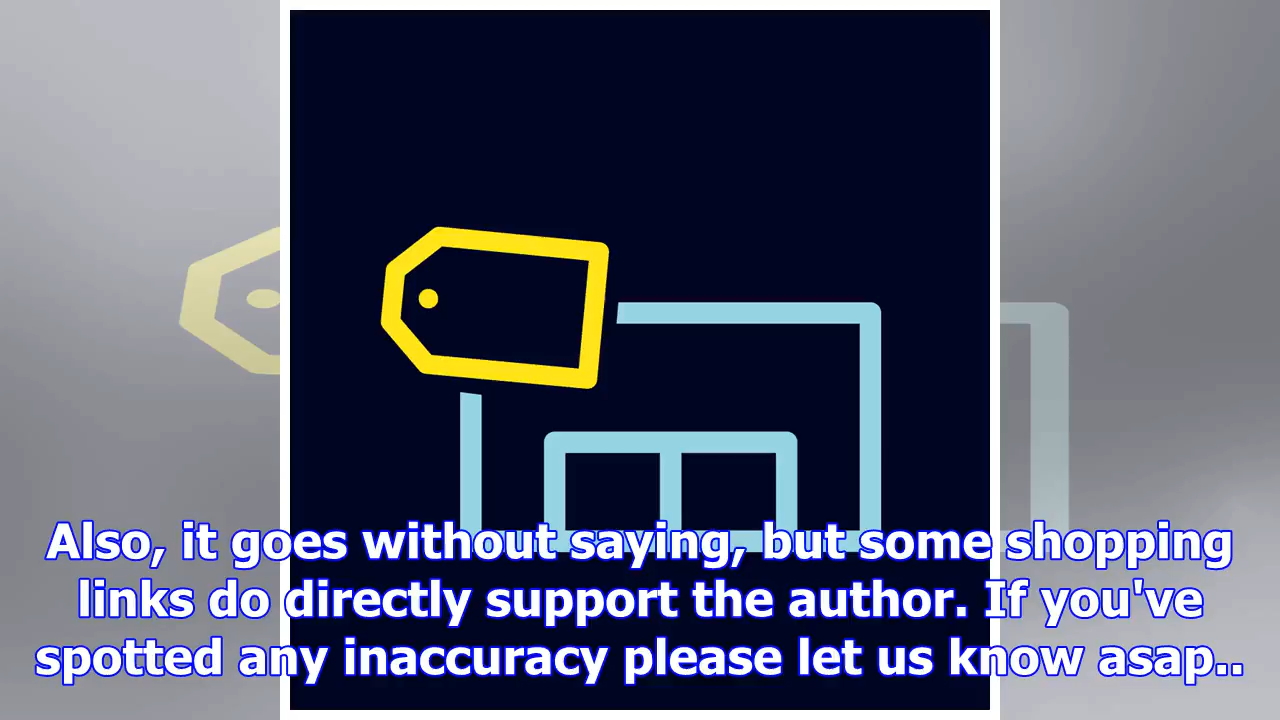 Also, it goes without saying, but some shopping
links do directly support the author. If you've
spotted any inaccuracy please let us know asap..